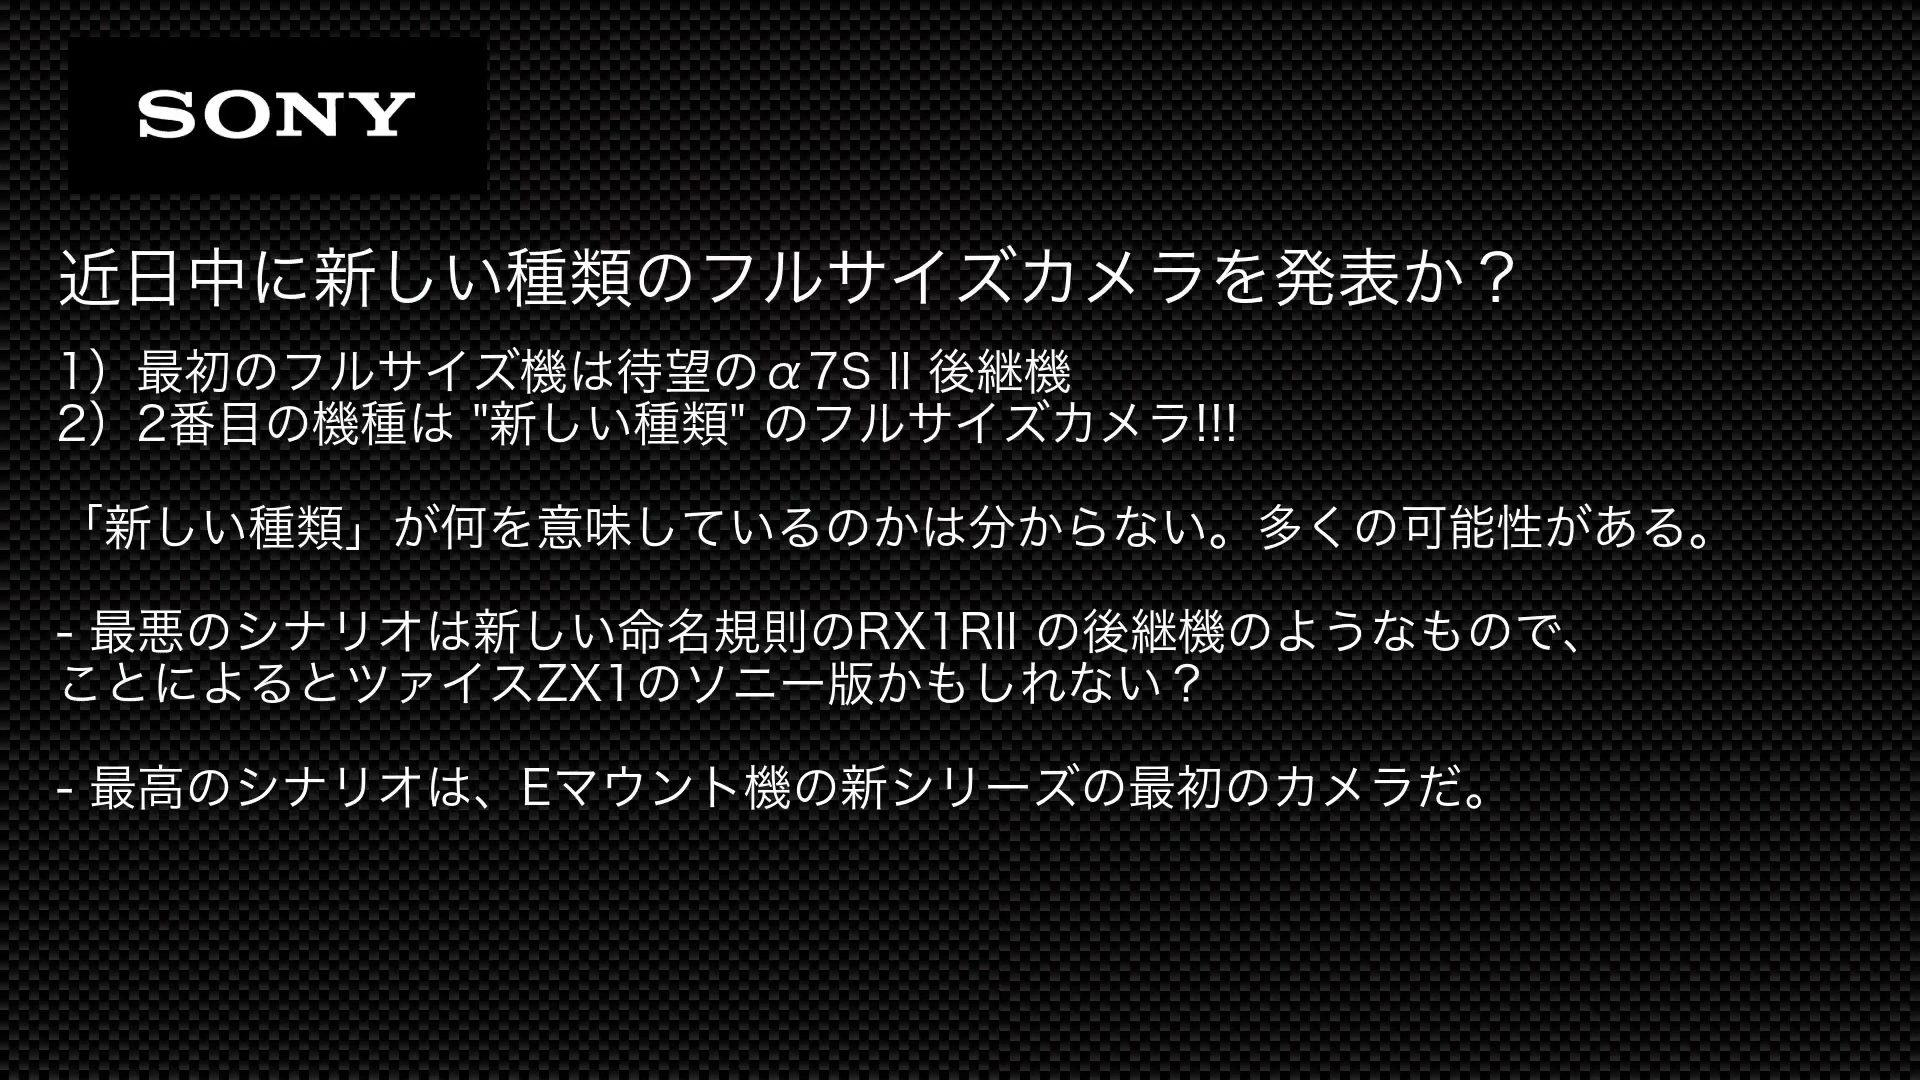 SONY
近日中に新しい種類のフルサイズカメラを発表か？
1）最初のフルサイズ機は待望のα7S II 後継機
2）2番目の機種は "新しい種類" のフルサイズカメラ!!!
「新しい種類」が何を意味しているのかは分からない。多くの可能性がある。
- 最悪のシナリオは新しい命名規則のRX1RII の後継機のようなもので、
ことによるとツァイスZX1のソニー版かもしれない？
- 最高のシナリオは、Eマウント機の新シリーズの最初のカメラだ。